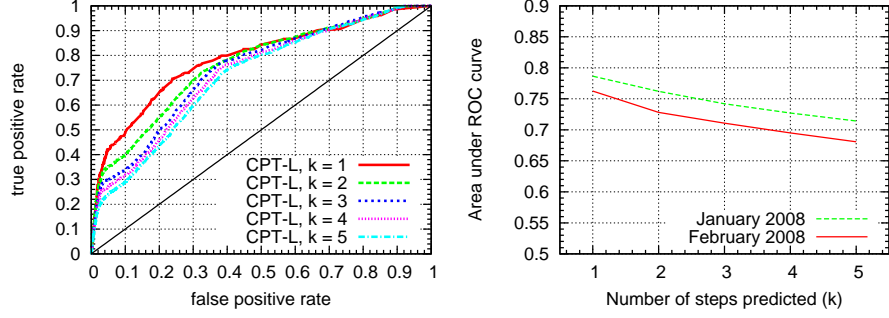 1
0.9
0.8
0.7
0.6
0.5
0.4
0.3
0.2
0.1
0
true positive rate
CPT-L, k = 1
CPT-L, k = 2
CPT-L, k = 3
CPT-L, k = 4
CPT-L, k = 5
0 0.1 0.2 0.3 0.4 0.5 0.6 0.7 0.8 0.9 1
false positive rate
0.9
0.85
0.8
0.75
0.7
0.65
0.6
0.55
0.5
Area under ROC curve
January 2008
February 2008
1 2 3 4 5
Number of steps predicted (k)